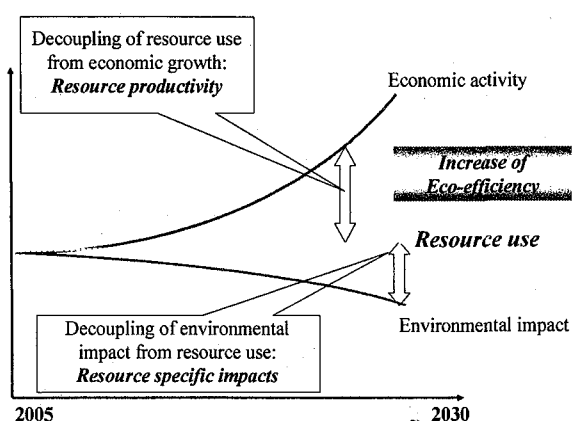 Decoupling of resource use
from economic growth:
Resource productivity
Economic activity
Increase of
Eco-efficiency
Resource use
Decoupling of environmental
impact from resource use:
Resource specific impacts
Environmental impact
2005
2030